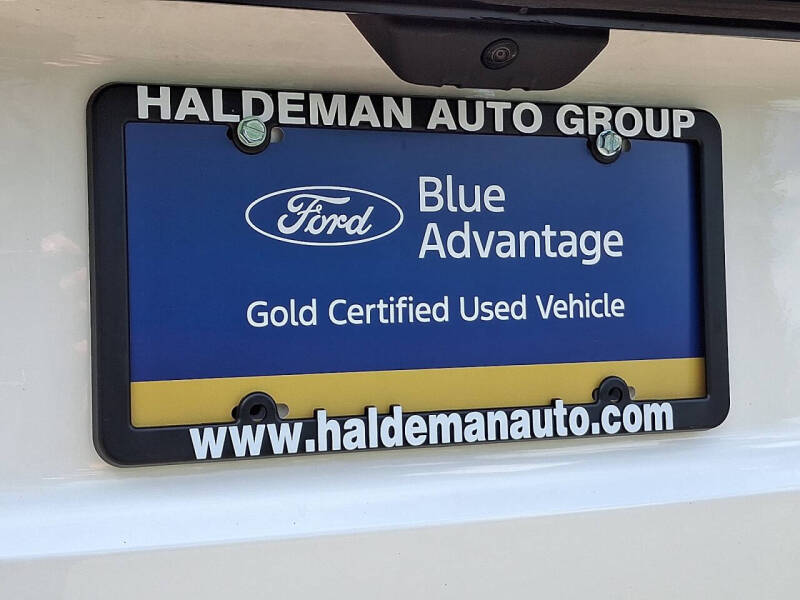 HALDEMAN AUTO GROUP
Ford
Blue
Advantage
Gold Certified Used Vehicle
www.haldemanauto.com